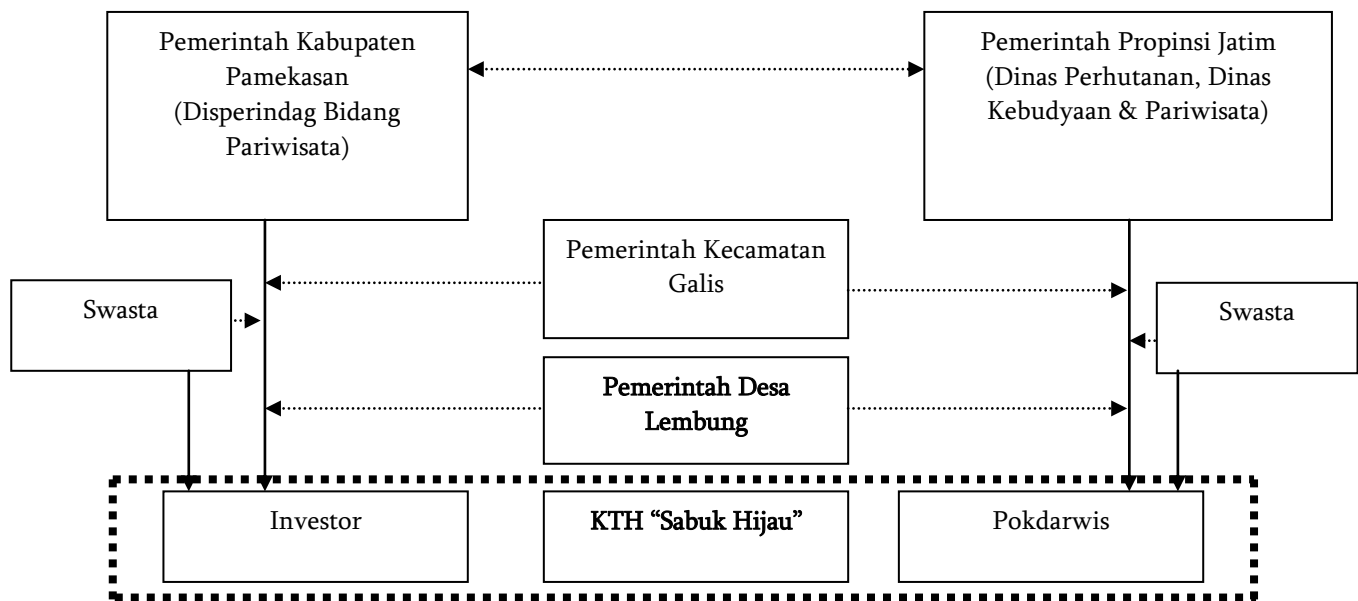 Pemerintah Kabupaten
Pamekasan
(Disperindag Bidang
Pariwisata)
Pemerintah Propinsi Jatim
(Dinas Perhutanan, Dinas
Kebudyaan & Pariwisata)
Pemerintah Kecamatan
Galis
Swasta
Swasta
Pemerintah Desa
Lembung
Investor
KTH “Sabuk Hijau”
Pokdarwis